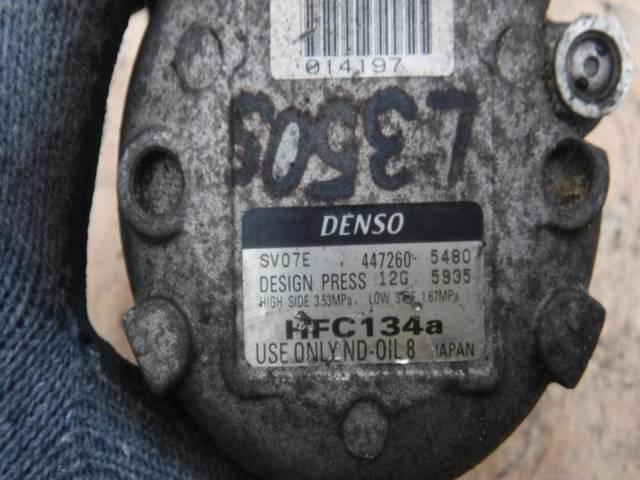 014197
L350S
DENSO
SV07E 447260-5480
DESIGN PRESS 12G 5935
HIGH SIDE 3.53MPa, LOW SIDE 1.67MPa
HFC134a
USE ONLY ND-OIL 8 JAPAN